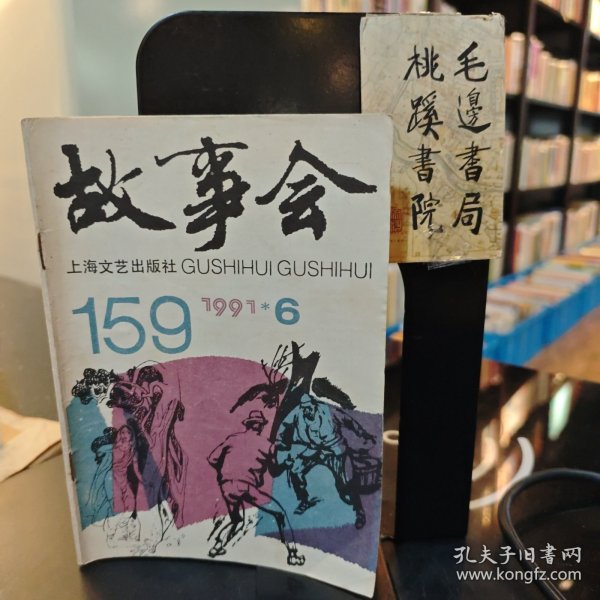 故事会
上海文艺出版社 GUSHIHUI GUSHIHUI
159 1991*6
毛邊書局
桃蹊書院
孔夫子旧書网
www.kongfz.com